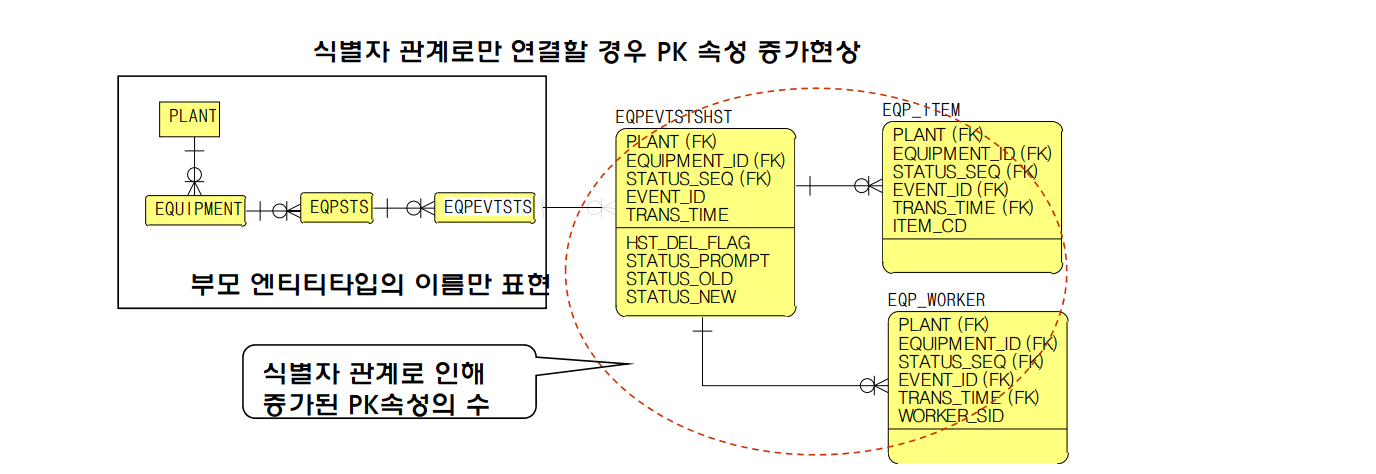 식별자 관계로만 연결할 경우 PK 속성 증가현상
PLANT
EQUIPMENT
EQPSTS
EQPEVTSTS
부모 엔티티타입의 이름만 표현
EQPEVTSTSHST
PLANT (FK)
EQUIPMENT_ID (FK)
STATUS_SEQ (FK)
EVENT_ID
TRANS_TIME
HST_DEL_FLAG
STATUS_PROMPT
STATUS_OLD
STATUS_NEW
EQP_ITEM
PLANT (FK)
EQUIPMENT_ID (FK)
STATUS_SEQ (FK)
EVENT_ID (FK)
TRANS_TIME (FK)
ITEM_CD
EQP_WORKER
PLANT (FK)
EQUIPMENT_ID (FK)
STATUS_SEQ (FK)
EVENT_ID (FK)
TRANS_TIME (FK)
WORKER_SID
식별자 관계로 인해
증가된 PK속성의 수